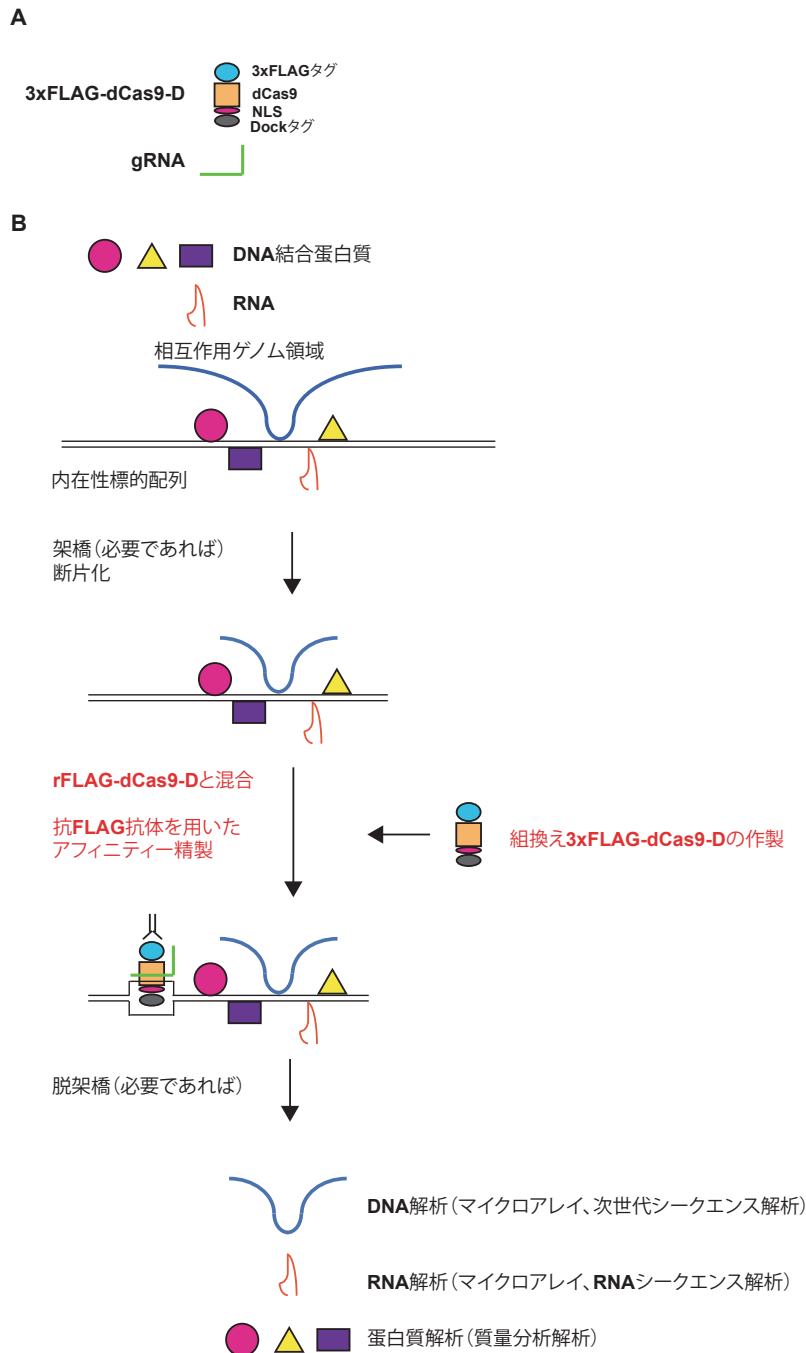 A
3xFLAG-dCas9-D
3xFLAGタグ
dCas9
NLS
Dockタグ
gRNA
B
DNA結合蛋白質
RNA
相互作用ゲノム領域
内在性標的配列
架橋（必要であれば）
断片化
rFLAG-dCas9-Dと混合
抗FLAG抗体を用いた
アフィニティー精製
組換え3xFLAG-dCas9-Dの作製
脱架橋（必要であれば）
DNA解析（マイクロアレイ、次世代シークエンス解析）
RNA解析（マイクロアレイ、RNAシークエンス解析）
蛋白質解析（質量分析解析）